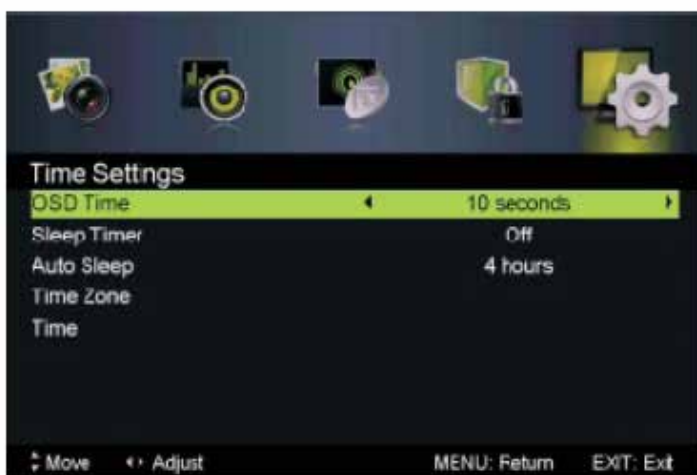 Time Settings
OSD Time 10 seconds
Sleep Timer Off
Auto Sleep 4 hours
Time Zone
Time
Move Adjust MENU: Return EXIT: Exit